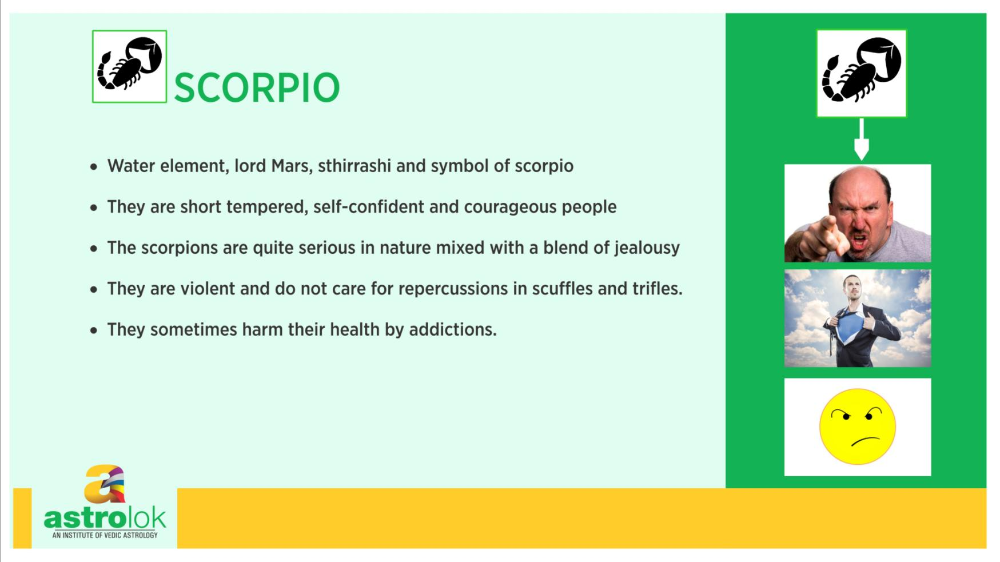 SCORPIO
• Water element, lord Mars, sthirrashi and symbol of scorpio
• They are short tempered, self-confident and courageous people
• The scorpions are quite serious in nature mixed with a blend of jealousy
• They are violent and do not care for repercussions in scuffles and trifles.
• They sometimes harm their health by addictions.
a
astrolok
AN INSTITUTE OF VEDIC ASTROLOGY